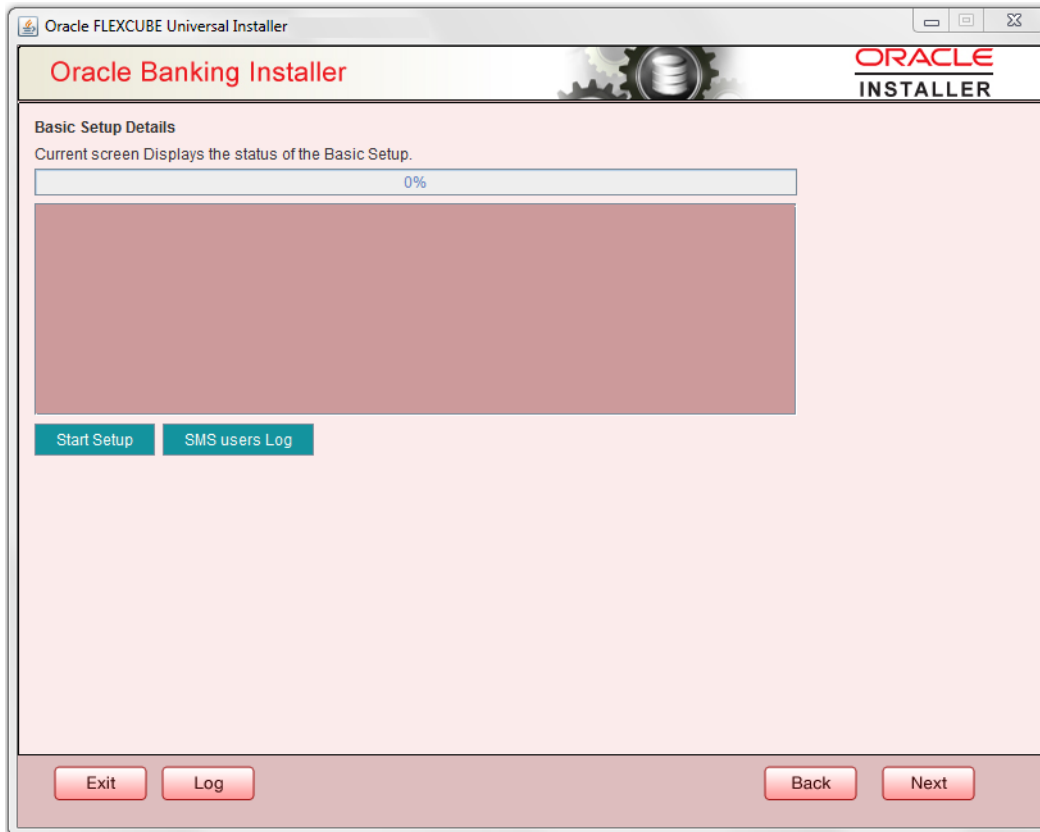 Oracle FLEXCUBE Universal Installer
Oracle Banking Installer
ORACLE
INSTALLER
Basic Setup Details
Current screen Displays the status of the Basic Setup.
0%
Start Setup
SMS users Log
Exit
Log
Back
Next